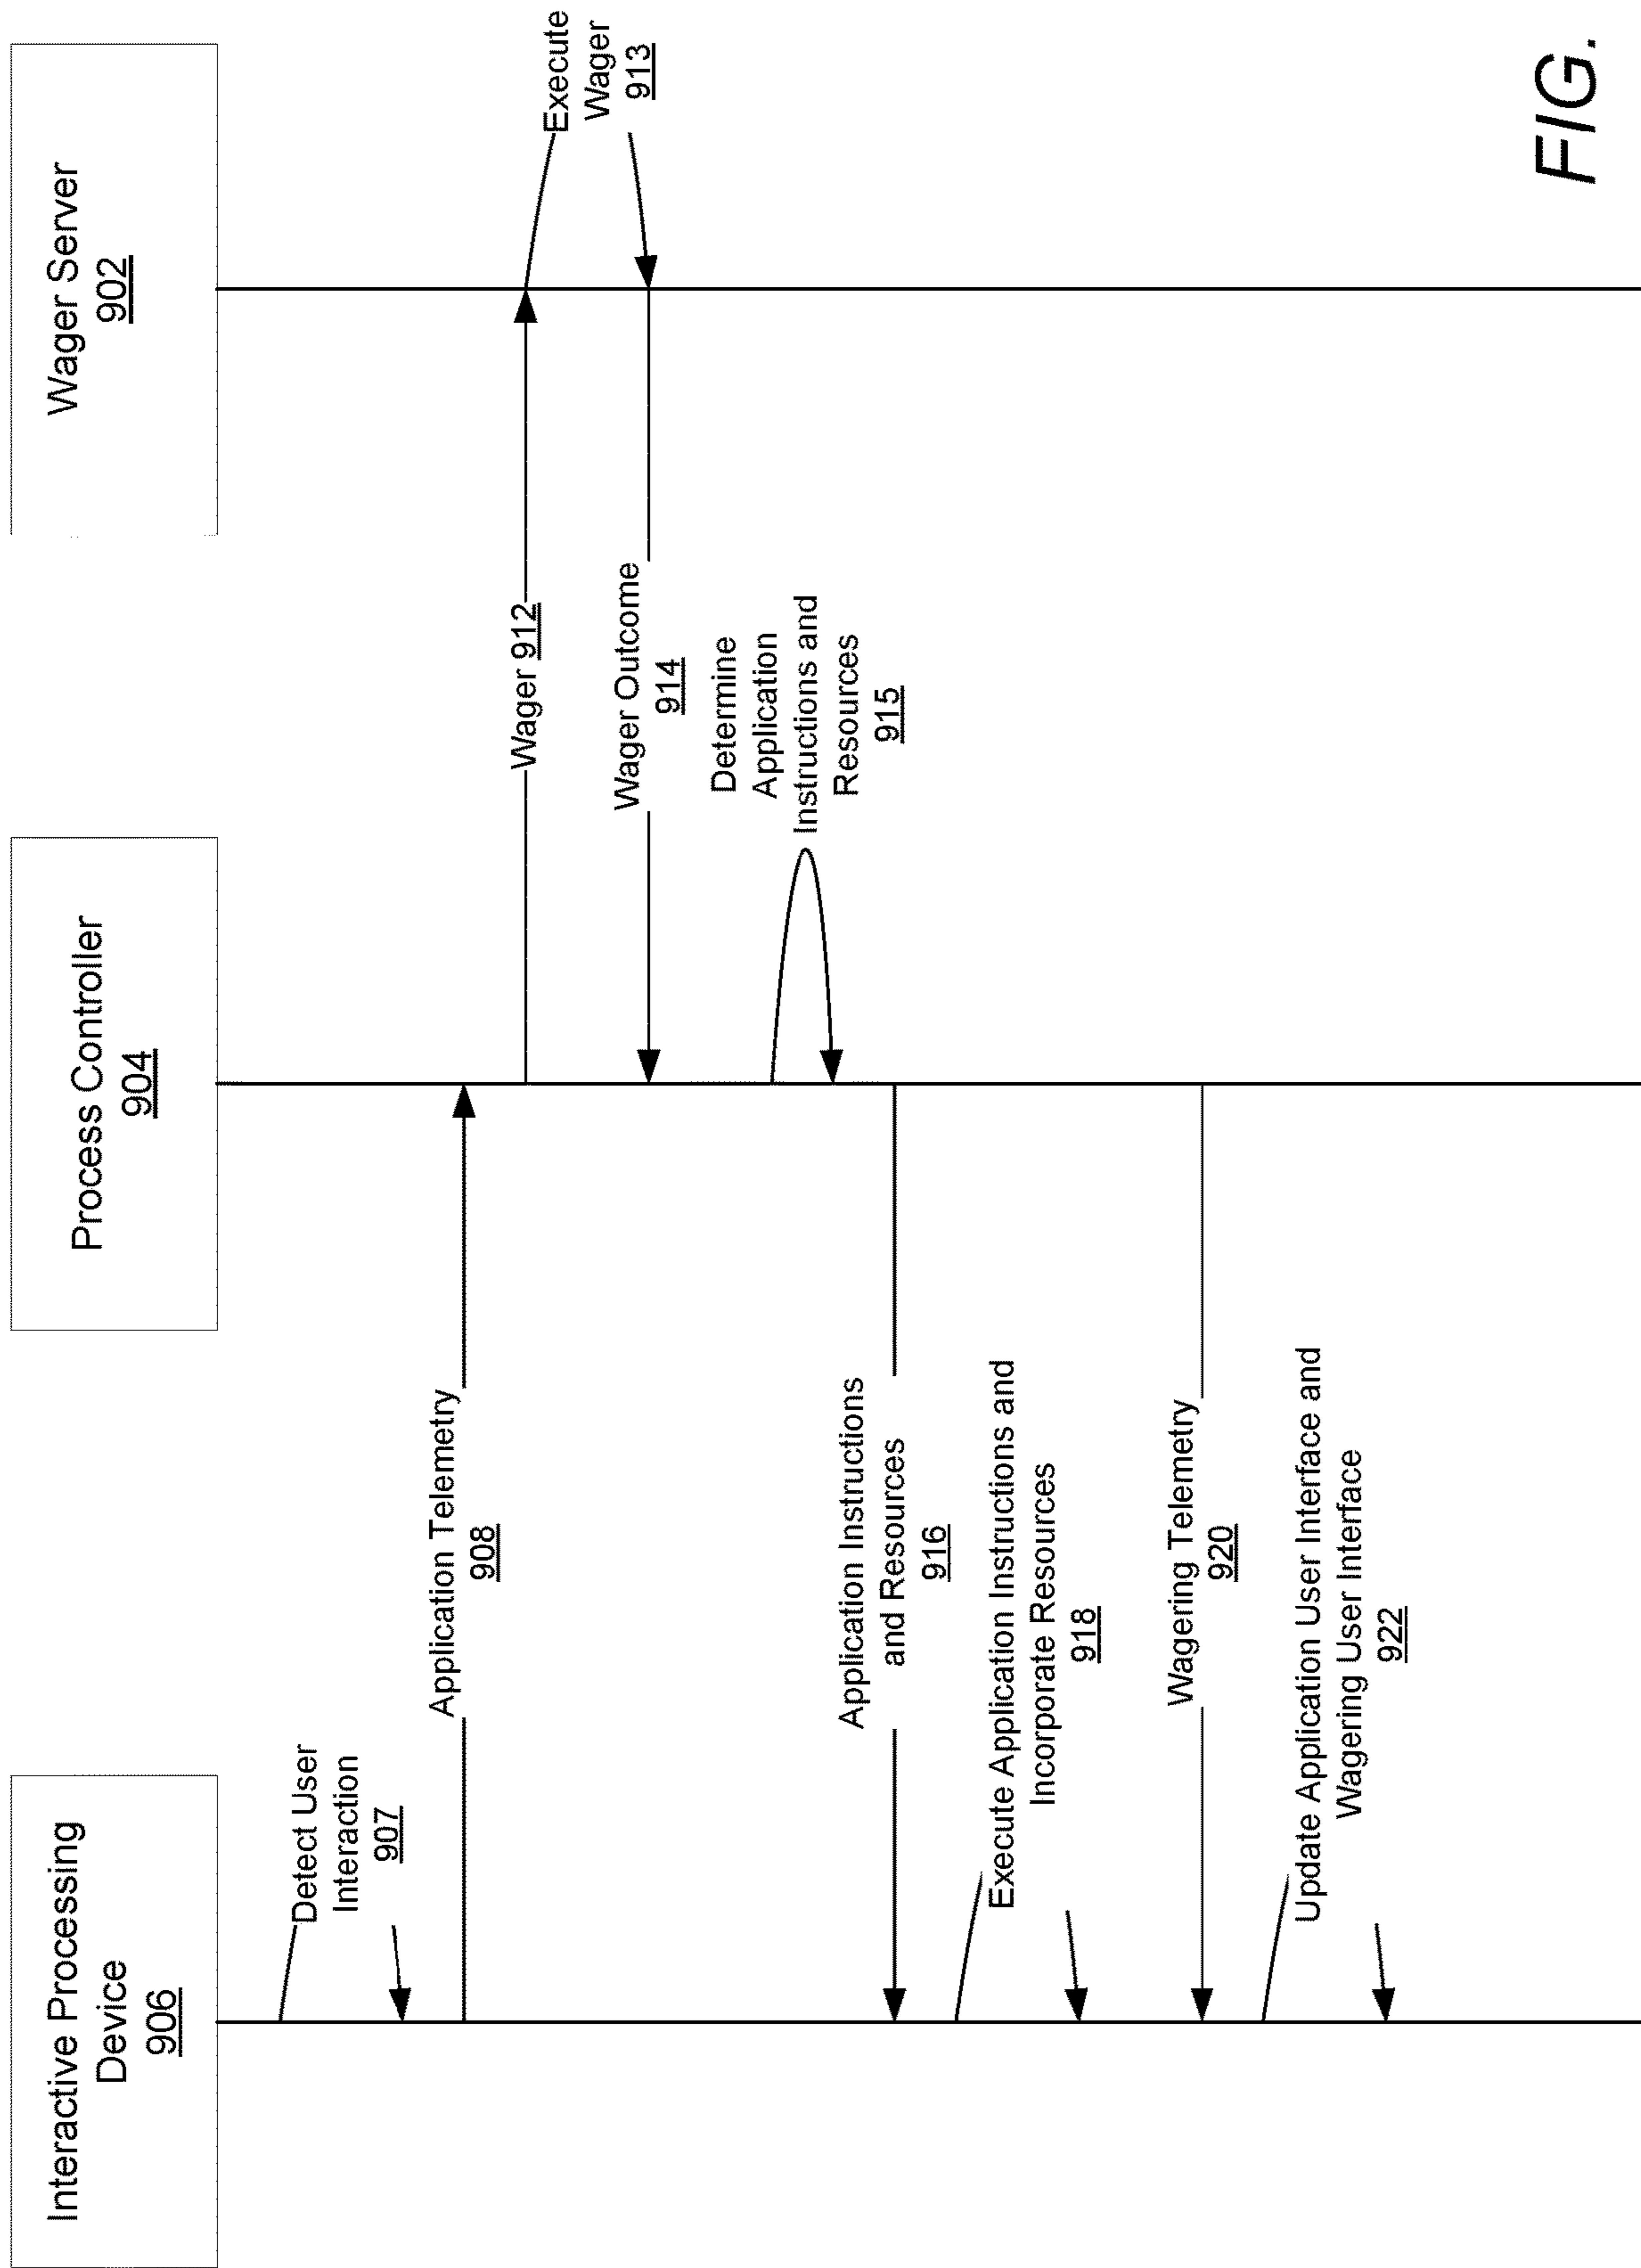 Interactive Processing
Device
906
Process Controller
904
Wager Server
902
Detect User
Interaction
907
Application Telemetry
908
Wager 912
Execute
Wager
913
Wager Outcome
914
Determine
Application
Instructions and
Resources
915
Application Instructions
and Resources
916
Execute Application Instructions and
Incorporate Resources
918
Wagering Telemetry
920
Update Application User Interface and
Wagering User Interface
922
FIG.